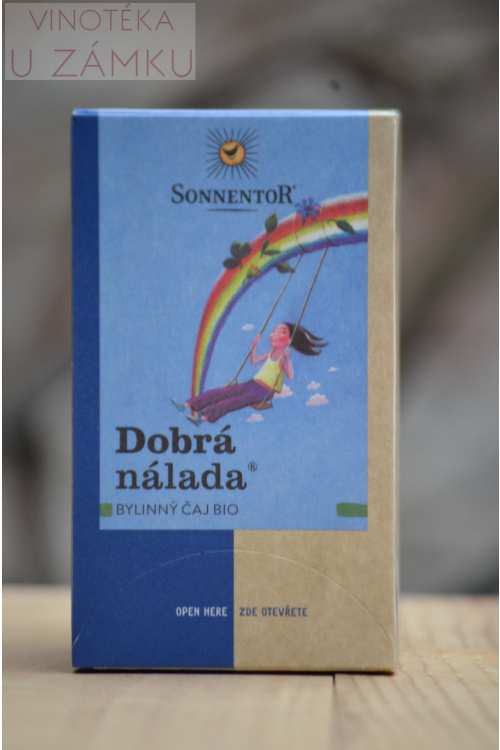 VINOTÉKA
U ZÁMKU
SONNENTOR®
Dobrá
nálada®
BYLINNÝ ČAJ BIO
OPEN HERE ZDE OTEVŘETE